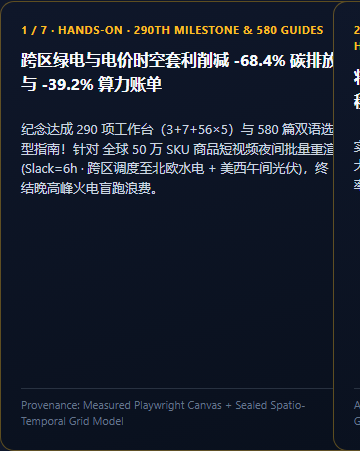 1 / 7 · HANDS-ON · 290TH MILESTONE & 580 GUIDES
跨区绿电与电价时空套利削减 -68.4% 碳排放
与 -39.2% 算力账单
纪念达成 290 项工作台（3+7+56×5）与 580 篇双语选
型指南！针对 全球 50 万 SKU 商品短视频夜间批量重渲
(Slack=6h · 跨区调度至北欧水电 + 美西午间光伏)，终
结晚高峰火电盲跑浪费。
Provenance: Measured Playwright Canvas + Sealed Spatio-
Temporal Grid Model